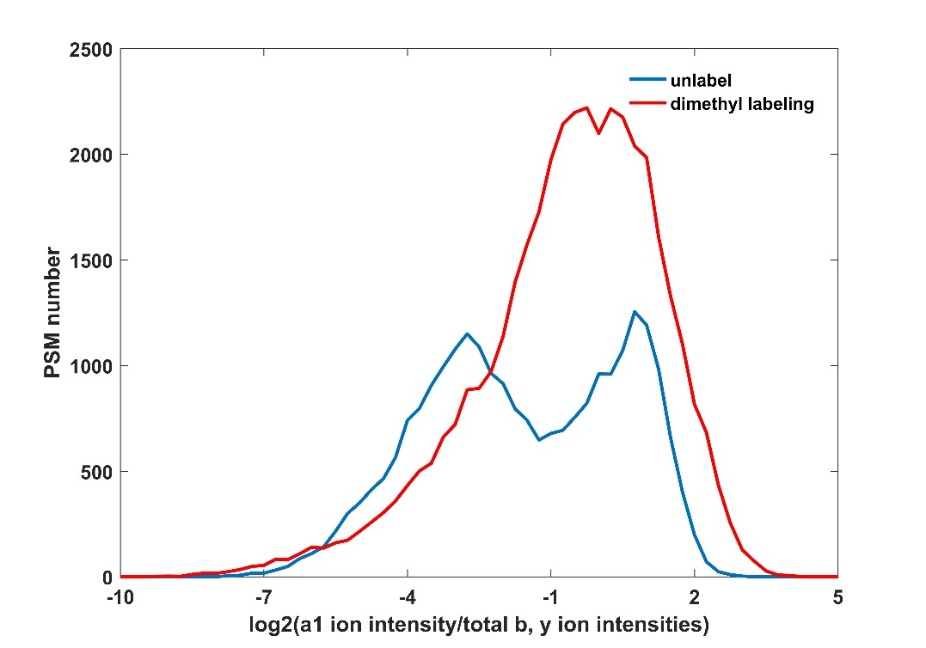 2500
2000
1500
1000
500
0
PSM number
unlabel
dimethyl labeling
-10 -7 -4 -1 2 5
log2(a1 ion intensity/total b, y ion intensities)